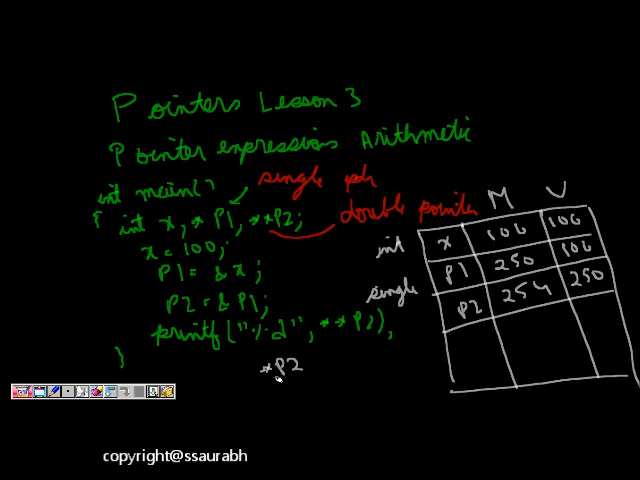 Pointers Lesson 3
Pointer expressions Arithmetic
int main()
single ptr
{ int x, * P1, **P2;
double pointer
x = 100;
P1 = & x;
P2 = & P1;
printf ("%d", **P2);
}
*P2
M V
int x 100 100
P1 250 100
single P2 254 250
copyright@ssaurabh